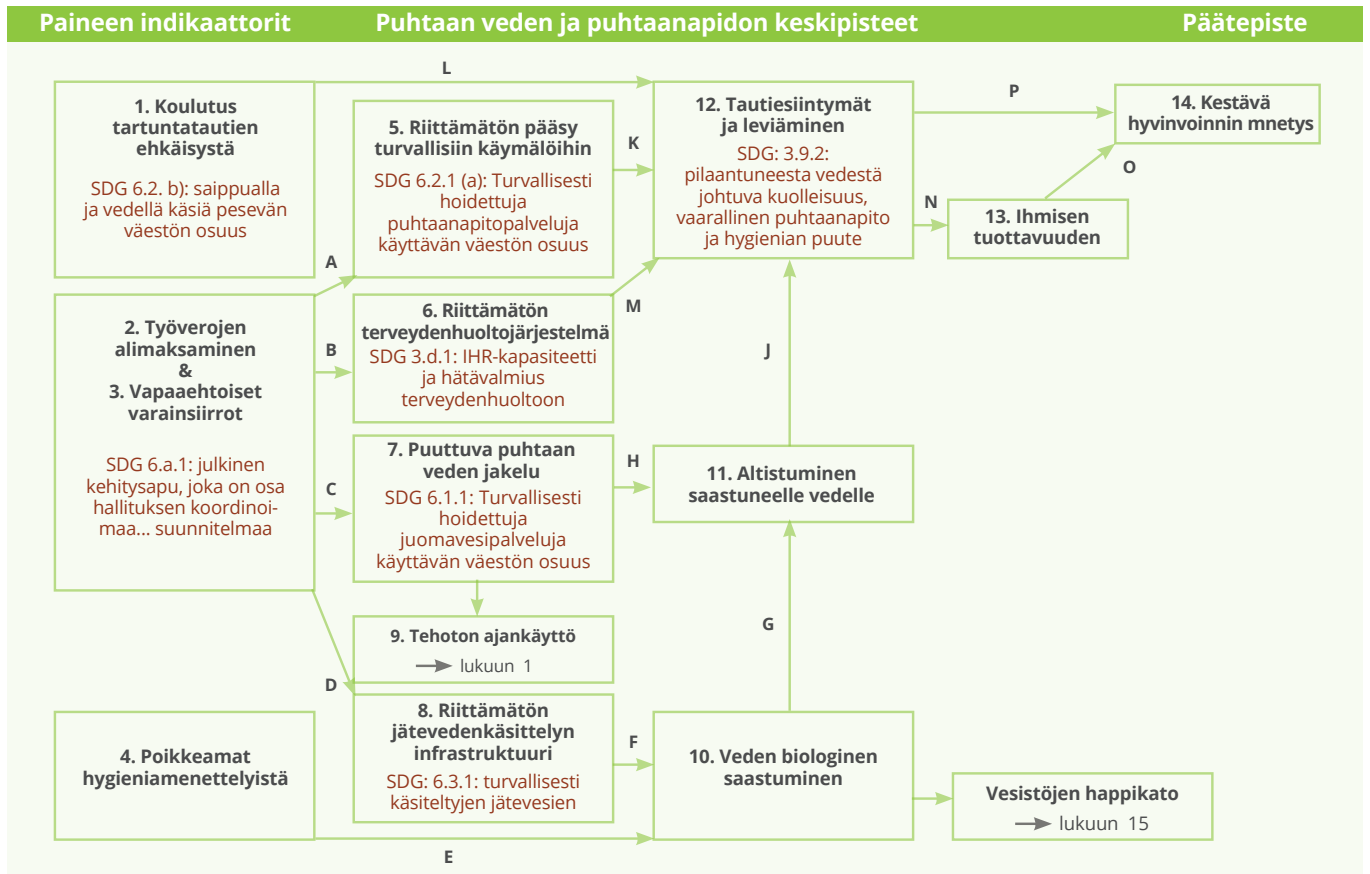 Paineen indikaattorit
Puhtaan veden ja puhtaanapidon keskipisteet
Päätepiste
L
1. Koulutus
tartuntatautien
ehkäisystä
SDG 6.2. b): saippualla
ja vedellä käsiä pesevän
väestön osuus
5. Riittämätön pääsy
turvallisiin käymälöihin
SDG 6.2.1 (a): Turvallisesti
hoidettuja
puhtaanapitopalveluja
käyttävän väestön osuus
K
12. Tautiesiintymät
ja leviäminen
SDG: 3.9.2:
pilaantuneesta vedestä
johtuva kuolleisuus,
vaarallinen puhtaanapito
ja hygienian puute
P
14. Kestävä
hyvinvoinnin mnetys
O
N
13. Ihmisen
tuottavuuden
A
2. Työverojen
alimaksaminen
&
3. Vapaaehtoiset
varainsiirrot
SDG 6.a.1: julkinen
kehitysapu, joka on osa
hallituksen koordinoi-
maa... suunnitelmaa
B
6. Riittämätön
terveydenhuoltojärjestelmä
SDG 3.d.1: IHR-kapasiteetti
ja hätävalmius
terveydenhuoltoon
M
J
C
7. Puuttuva puhtaan
veden jakelu
SDG 6.1.1: Turvallisesti
hoidettuja
juomavesipalveluja
käyttävän väestön osuus
H
11. Altistuminen
saastuneelle vedelle
G
9. Tehoton ajankäyttö
lukuun 1
D
4. Poikkeamat
hygieniamenettelyistä
8. Riittämätön
jätevedenkäsittelyn
infrastruktuuri
SDG: 6.3.1: turvallisesti
käsiteltyjen jätevesien
F
10. Veden biologinen
saastuminen
Vesistöjen happikato
lukuun 15
E